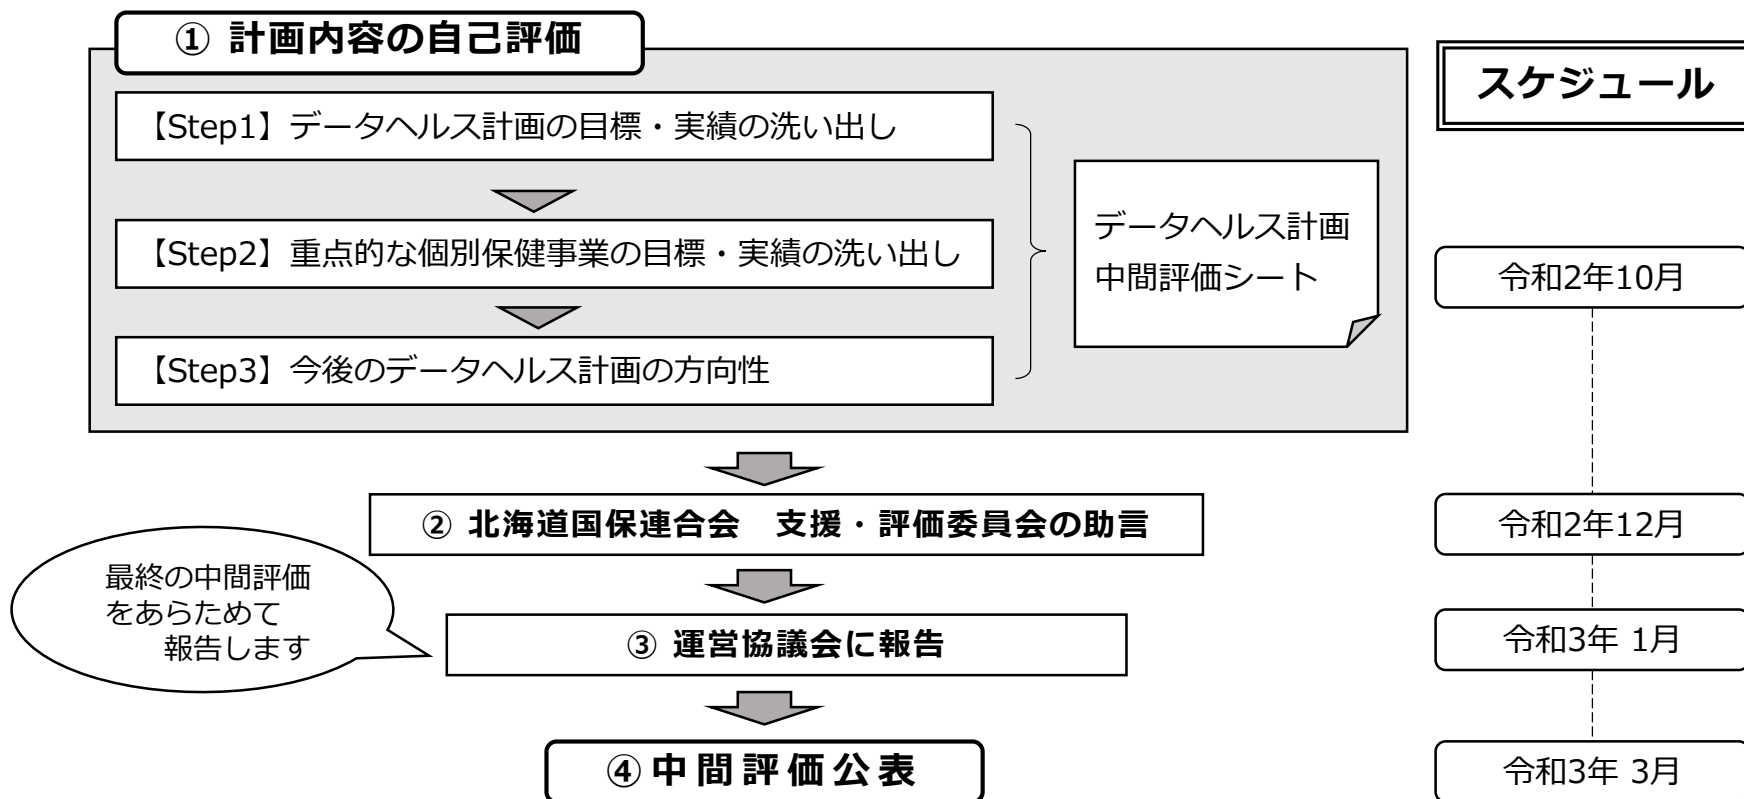 ① 計画内容の自己評価
スケジュール
【Step1】データヘルス計画の目標・実績の洗い出し
【Step2】重点的な個別保健事業の目標・実績の洗い出し
【Step3】今後のデータヘルス計画の方向性
データヘルス計画
中間評価シート
令和2年10月
② 北海道国保連合会　支援・評価委員会の助言
令和2年12月
最終の中間評価
をあらためて
報告します
③ 運営協議会に報告
令和3年 1月
④ 中間評価公表
令和3年 3月